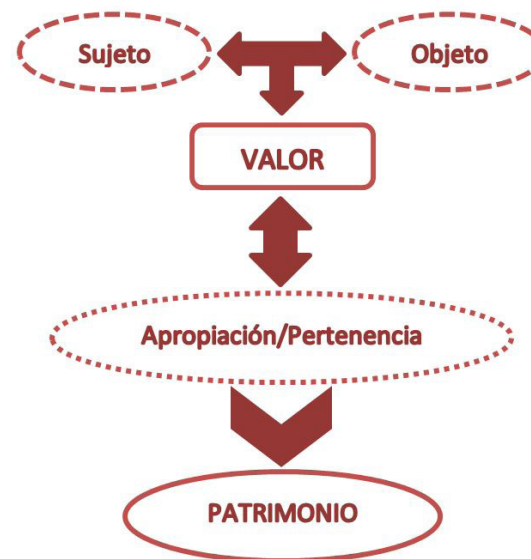 Sujeto
Objeto
VALOR
Apropiación/Pertenencia
PATRIMONIO